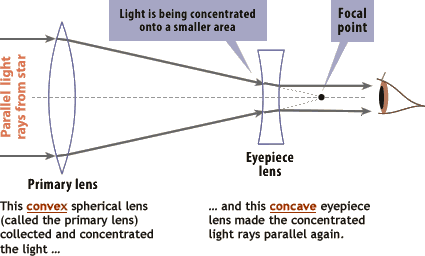 Light is being concentrated
onto a smaller area
Focal
point
Parallel light
rays from star
Primary lens
Eyepiece
lens
This convex spherical lens
(called the primary lens)
collected and concentrated
the light ...
... and this concave eyepiece
lens made the concentrated
light rays parallel again.